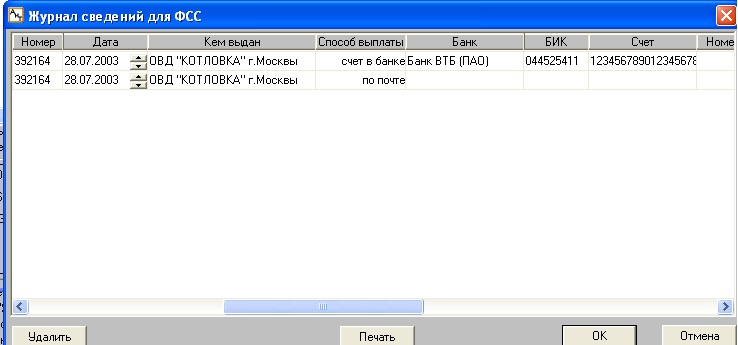 Журнал сведений для ФСС
Номер Дата Кем выдан Способ выплаты Банк БИК Счет Номе
392164 28.07.2003 ОВД "КОТЛОВКА" г.Москвы счет в банке Банк ВТБ (ПАО) 044525411 123456789012345678
392164 28.07.2003 ОВД "КОТЛОВКА" г.Москвы по почте
Удалить Печать OK Отмена